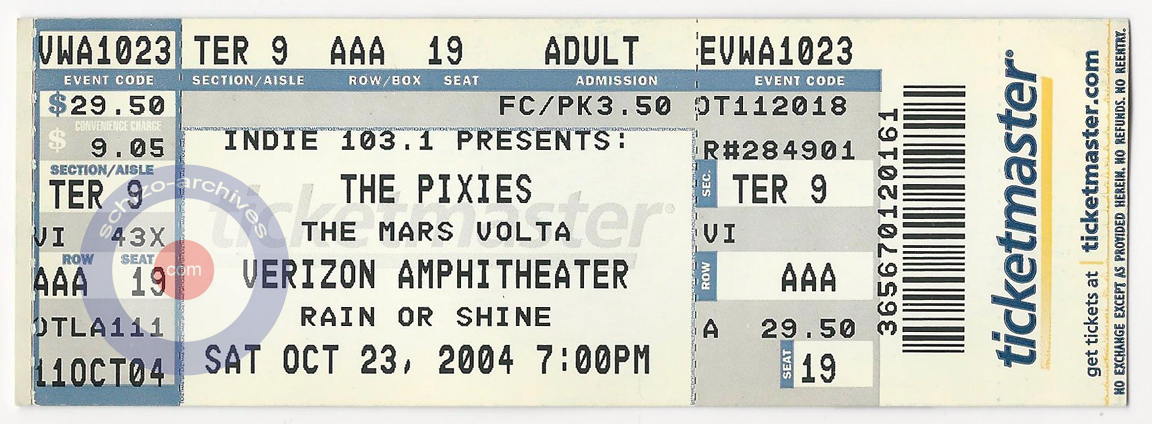 VWA1023 TER 9 AAA 19 ADULT EVWA1023
EVENT CODE SECTION/AISLE ROW/BOX SEAT ADMISSION EVENT CODE
$29.50 FC/PK3.50 OT112018
CONVENIENCE CHARGE
$ 9.05
INDIE 103.1 PRESENTS:
R#284901
SECTION/AISLE
TER 9
THE PIXIES
SEC. TER 9
ticketmaster®
VI 43X
THE MARS VOLTA
VI
ROW SEAT
AAA 19
VERIZON AMPHITHEATER
ROW AAA
OTLA111
RAIN OR SHINE
A 29.50
11OCT04
SAT OCT 23, 2004 7:00PM
SEAT 19
schizo-archives
.com
365670120161
ticketmaster®
get tickets at ticketmaster.com
NO EXCHANGE EXCEPT AS PROVIDED HEREIN. NO REFUNDS. NO REENTRY.